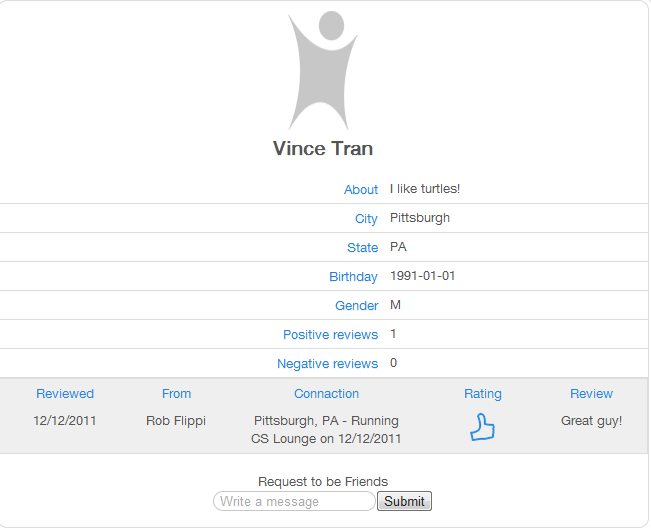 Vince Tran
About I like turtles!
City Pittsburgh
State PA
Birthday 1991-01-01
Gender M
Positive reviews 1
Negative reviews 0
Reviewed From Connaction Rating Review
12/12/2011 Rob Flippi Pittsburgh, PA - Running Great guy!
CS Lounge on 12/12/2011
Request to be Friends
Write a message Submit